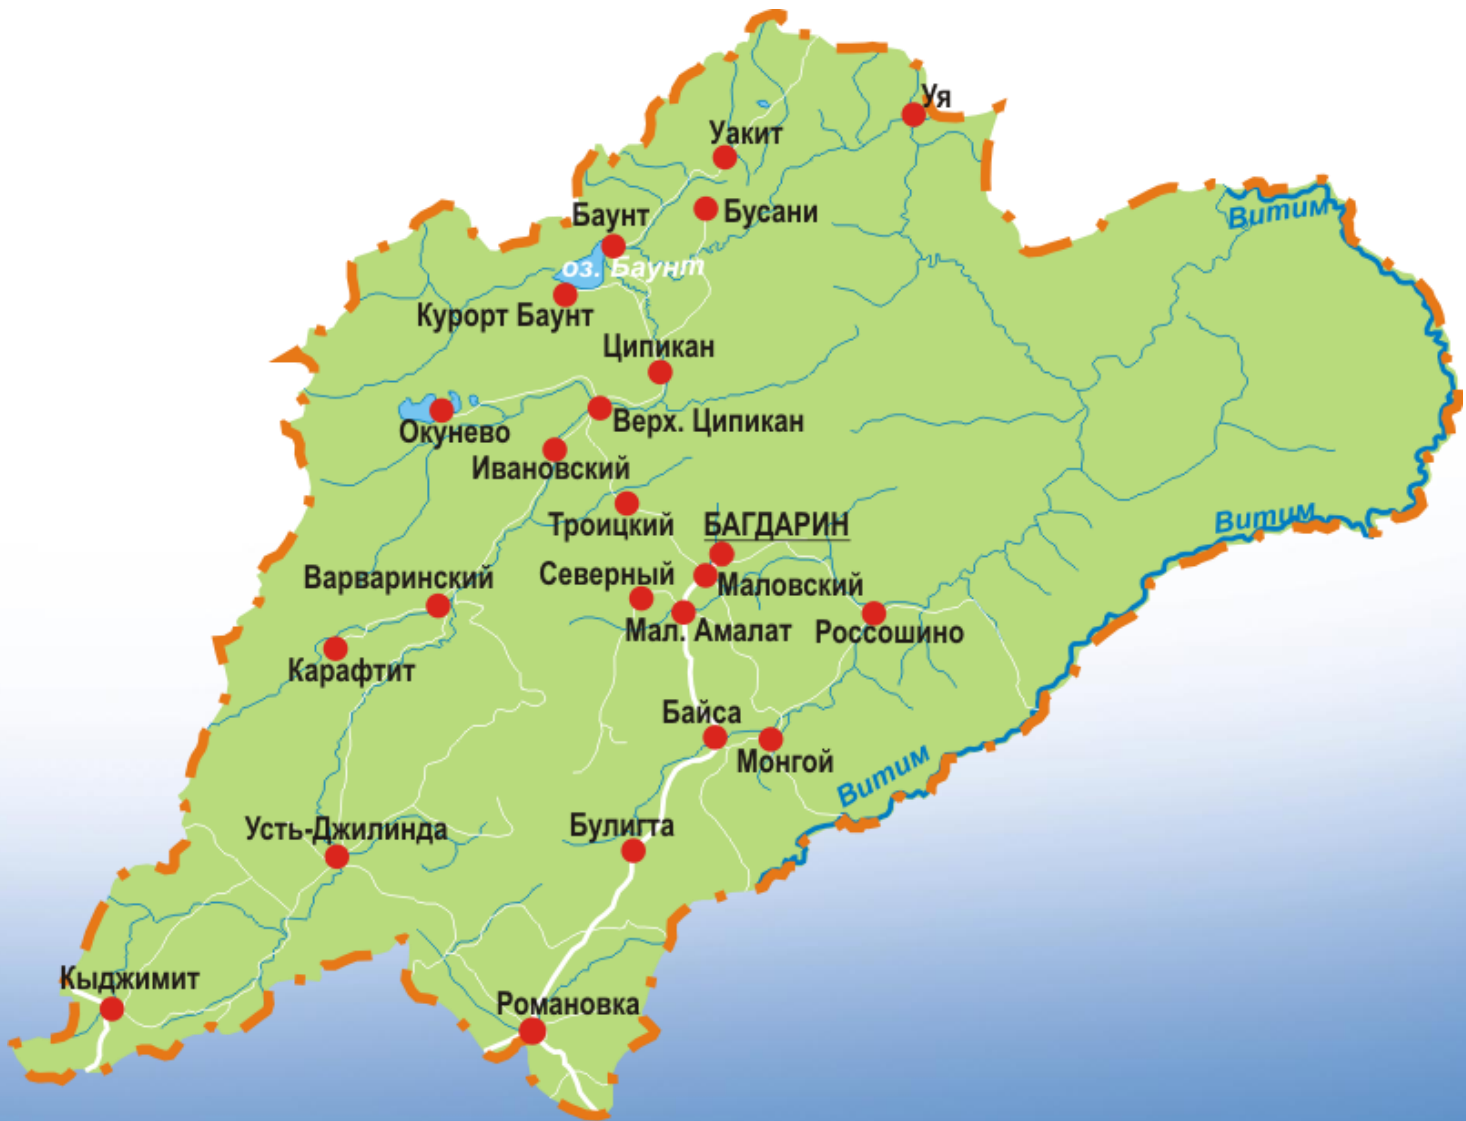 Уя
Уакит
Бусани
Баунт
оз. Баунт
Курорт Баунт
Витим
Ципикан
Окунево
Верх. Ципикан
Ивановский
Троицкий
БАГДАРИН
Витим
Варваринский
Северный
Маловский
Мал. Амалат
Россошино
Карафтит
Байса
Монгой
Витим
Усть-Джилинда
Булигта
Кыджимит
Романовка